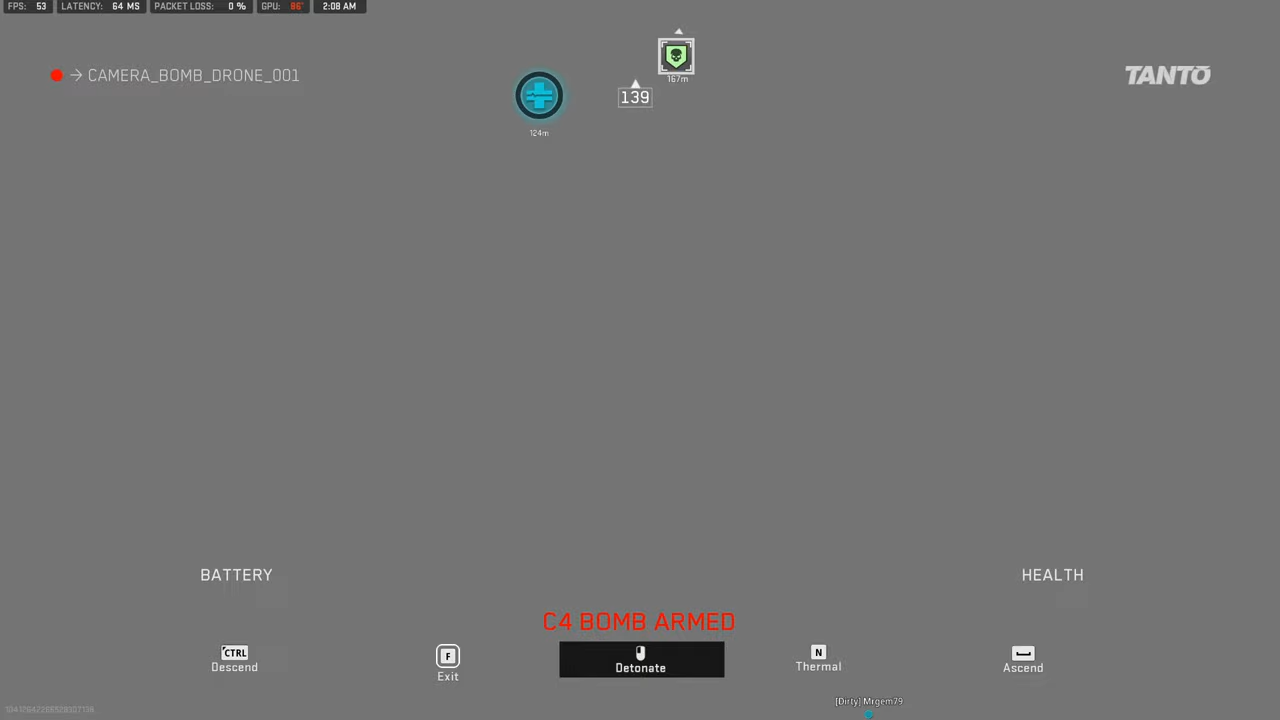 FPS: 53 LATENCY: 64 MS PACKET LOSS: 0 % GPU: 86° 2:08 AM
CAMERA_BOMB_DRONE_001
TANTO
167m
139
124m
BATTERY
HEALTH
C4 BOMB ARMED
CTRL
Descend
F
Exit
Detonate
N
Thermal
Ascend
[Dirty]Mrgem79